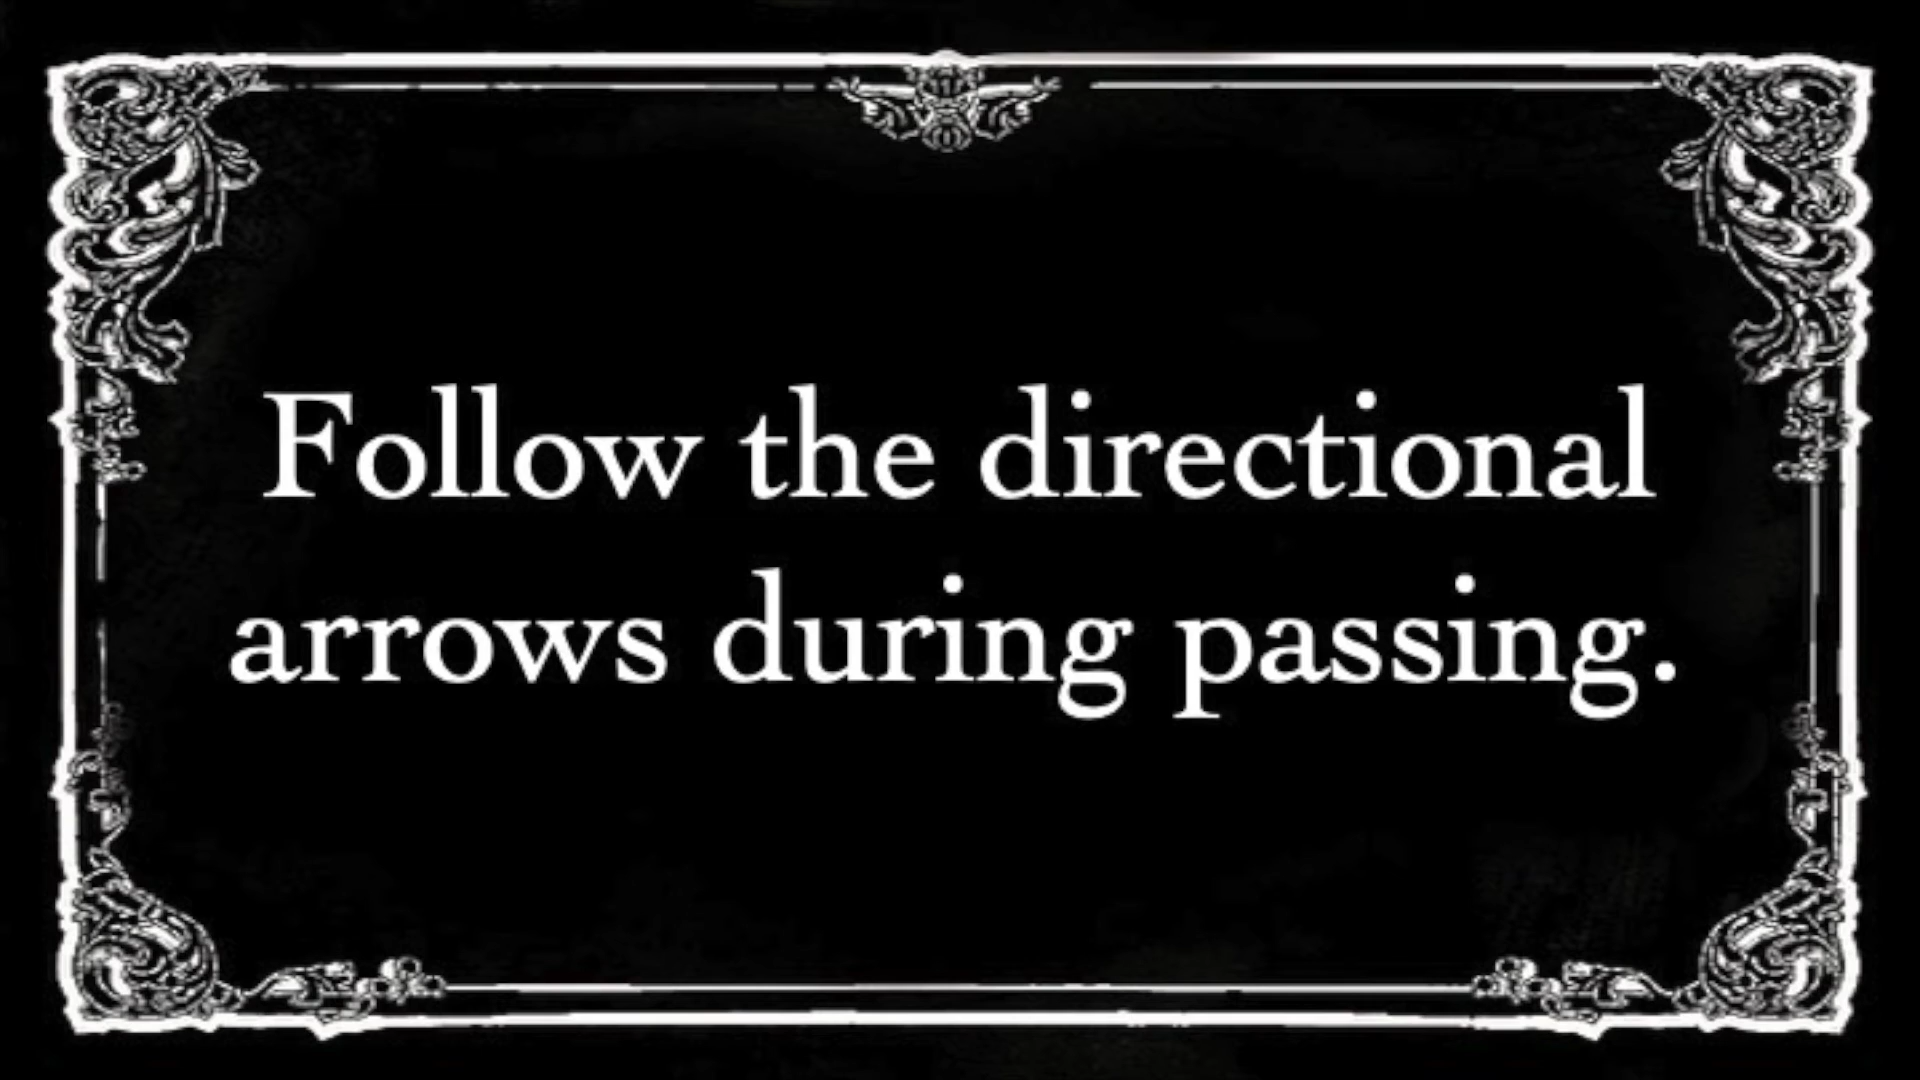 Follow the directional
arrows during passing.